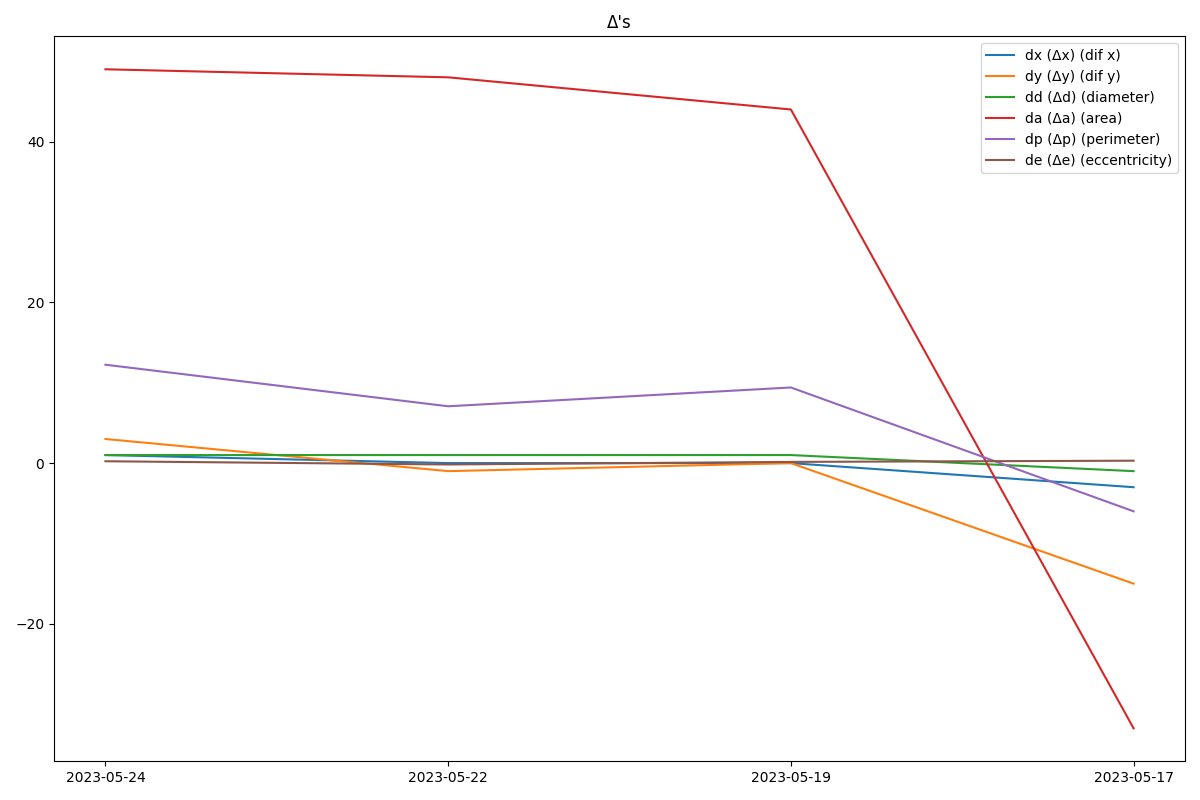 Δ's
dx (Δx) (dif x)
dy (Δy) (dif y)
dd (Δd) (diameter)
da (Δa) (area)
dp (Δp) (perimeter)
de (Δe) (eccentricity)
40
20
0
−20
2023-05-24
2023-05-22
2023-05-19
2023-05-17